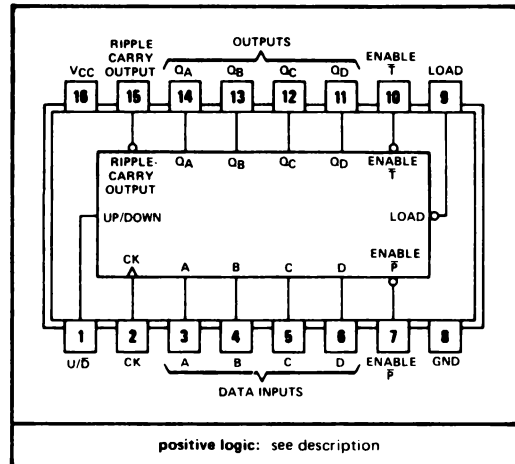 RIPPLE OUTPUTS ENABLE
CARRY
VCC OUTPUT QA QB QC QD T̅ LOAD
16 15 14 13 12 11 10 9
RIPPLE- QA QB QC QD ENABLE
CARRY T̅
OUTPUT
UP/DOWN LOAD
ENABLE
CK A B C D P̅
1 2 3 4 5 6 7 8
U/D̅ CK A B C D ENABLE GND
P̅
DATA INPUTS
positive logic: see description